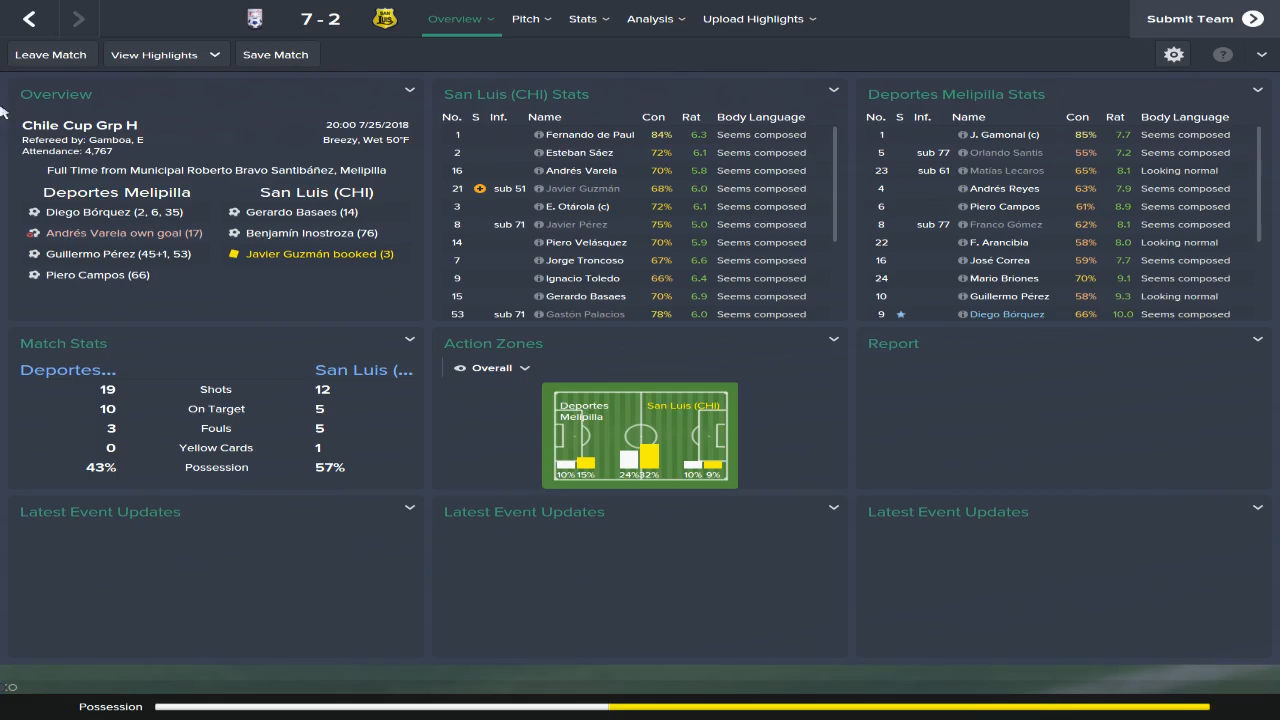 7 - 2
SAN LUIS
Overview
Pitch
Stats
Analysis
Upload Highlights
Submit Team
Leave Match
View Highlights
Save Match
?
Overview
Chile Cup Grp H
20:00 7/25/2018
Refereed by: Gamboa, E
Breezy, Wet 50°F
Attendance: 4,767
Full Time from Municipal Roberto Bravo Santibáñez, Melipilla
Deportes Melipilla
San Luis (CHI)
Diego Bórquez (2, 6, 35)
Gerardo Basaes (14)
Andrés Varela own goal (17)
Benjamín Inostroza (76)
Guillermo Pérez (45+1, 53)
Javier Guzmán booked (3)
Piero Campos (66)
San Luis (CHI) Stats
No. S Inf. Name Con Rat Body Language
1 Fernando de Paul 84% 6.3 Seems composed
2 Esteban Sáez 72% 6.1 Seems composed
16 Andrés Varela 70% 5.8 Seems composed
21 sub 51 Javier Guzmán 68% 6.0 Seems composed
3 E. Otárola (c) 72% 6.1 Seems composed
8 sub 71 Javier Pérez 75% 5.0 Seems composed
14 Piero Velásquez 70% 5.9 Seems composed
7 Jorge Troncoso 67% 6.6 Seems composed
9 Ignacio Toledo 66% 6.4 Seems composed
15 Gerardo Basaes 70% 6.9 Seems composed
53 sub 71 Gastón Palacios 78% 6.0 Seems composed
Deportes Melipilla Stats
No. S Inf. Name Con Rat Body Language
1 J. Gamonal (c) 85% 7.7 Seems composed
5 sub 77 Orlando Santis 55% 7.2 Seems composed
23 sub 61 Matías Lecaros 65% 8.1 Looking normal
4 Andrés Reyes 63% 7.9 Seems composed
6 Piero Campos 61% 8.9 Seems composed
8 sub 77 Franco Gómez 62% 8.1 Seems composed
22 F. Arancibia 58% 8.0 Looking normal
16 José Correa 59% 7.7 Seems composed
24 Mario Briones 70% 9.1 Seems composed
10 Guillermo Pérez 58% 9.3 Looking normal
9 Diego Bórquez 66% 10.0 Seems composed
Match Stats
Deportes...
San Luis (...
19 Shots 12
10 On Target 5
3 Fouls 5
0 Yellow Cards 1
43% Possession 57%
Action Zones
Overall
Deportes
Melipilla
San Luis (CHI)
10% 15% 24% 32% 10% 9%
Report
Latest Event Updates
Latest Event Updates
Latest Event Updates
:O
Possession